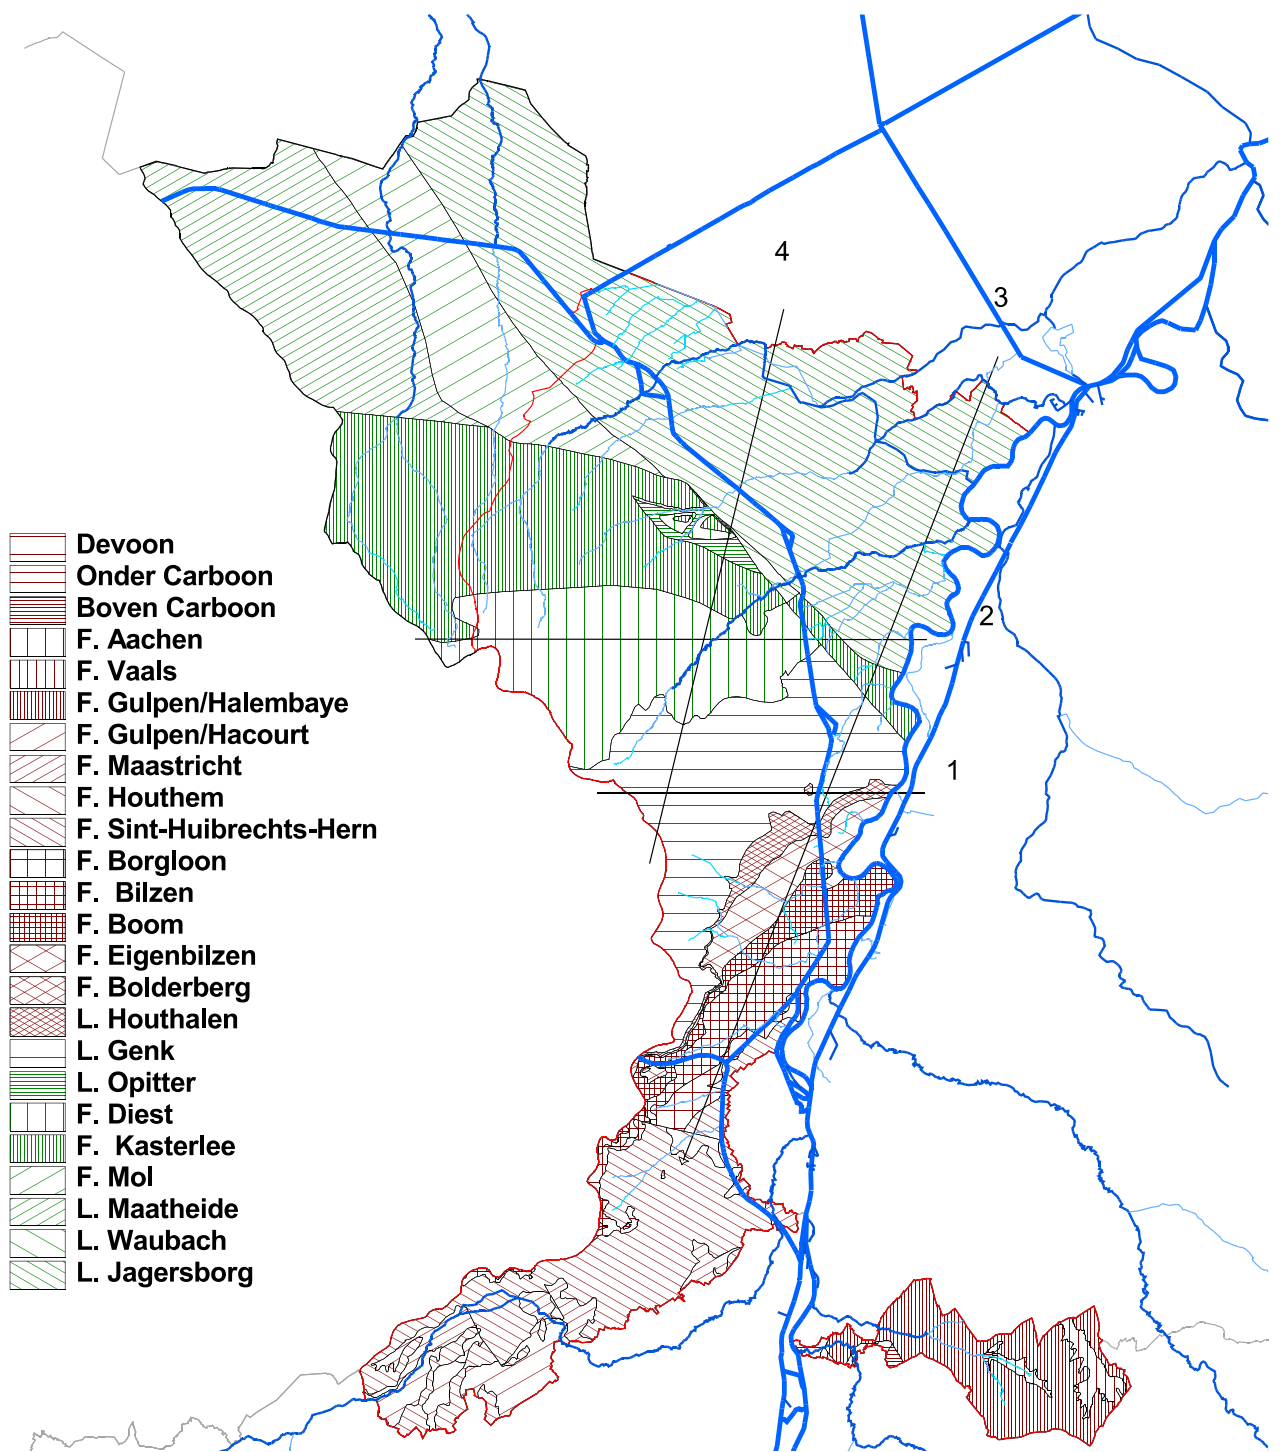 4
3
2
1
Devoon
Onder Carboon
Boven Carboon
F. Aachen
F. Vaals
F. Gulpen/Halembaye
F. Gulpen/Hacourt
F. Maastricht
F. Houthem
F. Sint-Huibrechts-Hern
F. Borgloon
F. Bilzen
F. Boom
F. Eigenbilzen
F. Bolderberg
L. Houthalen
L. Genk
L. Opitter
F. Diest
F. Kasterlee
F. Mol
L. Maatheide
L. Waubach
L. Jagersborg